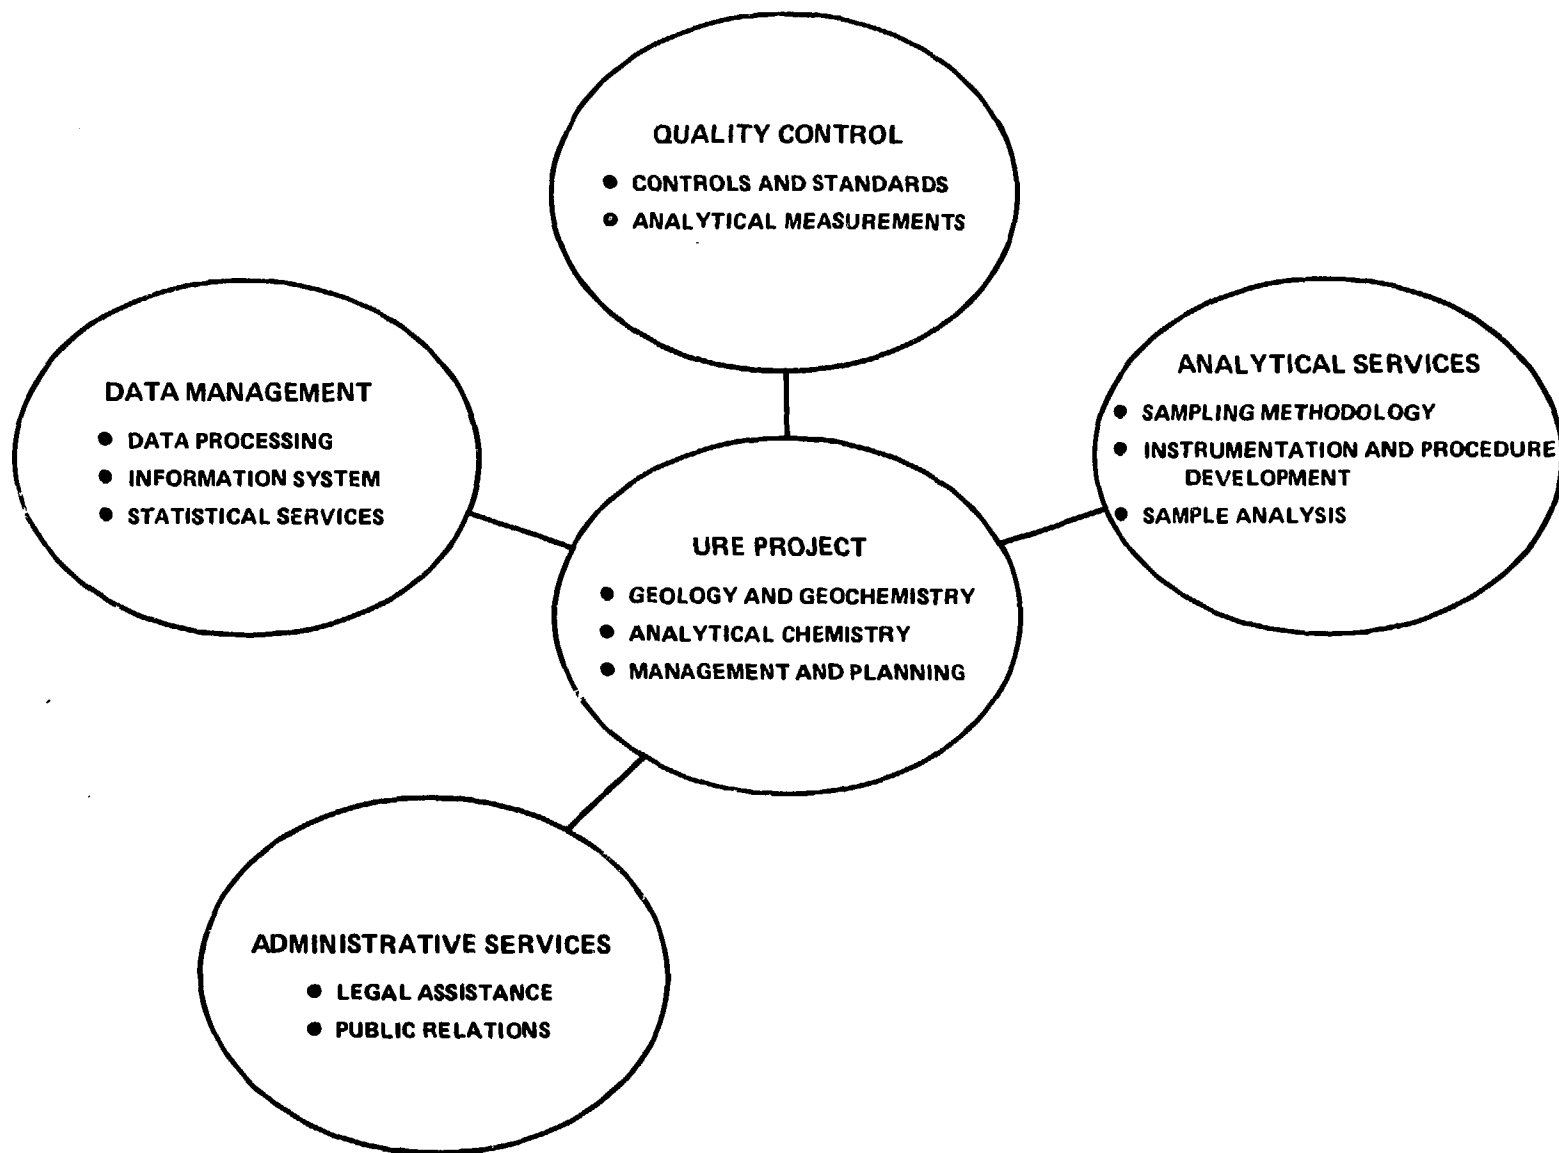 QUALITY CONTROL
● CONTROLS AND STANDARDS
● ANALYTICAL MEASUREMENTS
DATA MANAGEMENT
● DATA PROCESSING
● INFORMATION SYSTEM
● STATISTICAL SERVICES
ANALYTICAL SERVICES
● SAMPLING METHODOLOGY
● INSTRUMENTATION AND PROCEDURE
DEVELOPMENT
● SAMPLE ANALYSIS
URE PROJECT
● GEOLOGY AND GEOCHEMISTRY
● ANALYTICAL CHEMISTRY
● MANAGEMENT AND PLANNING
ADMINISTRATIVE SERVICES
● LEGAL ASSISTANCE
● PUBLIC RELATIONS